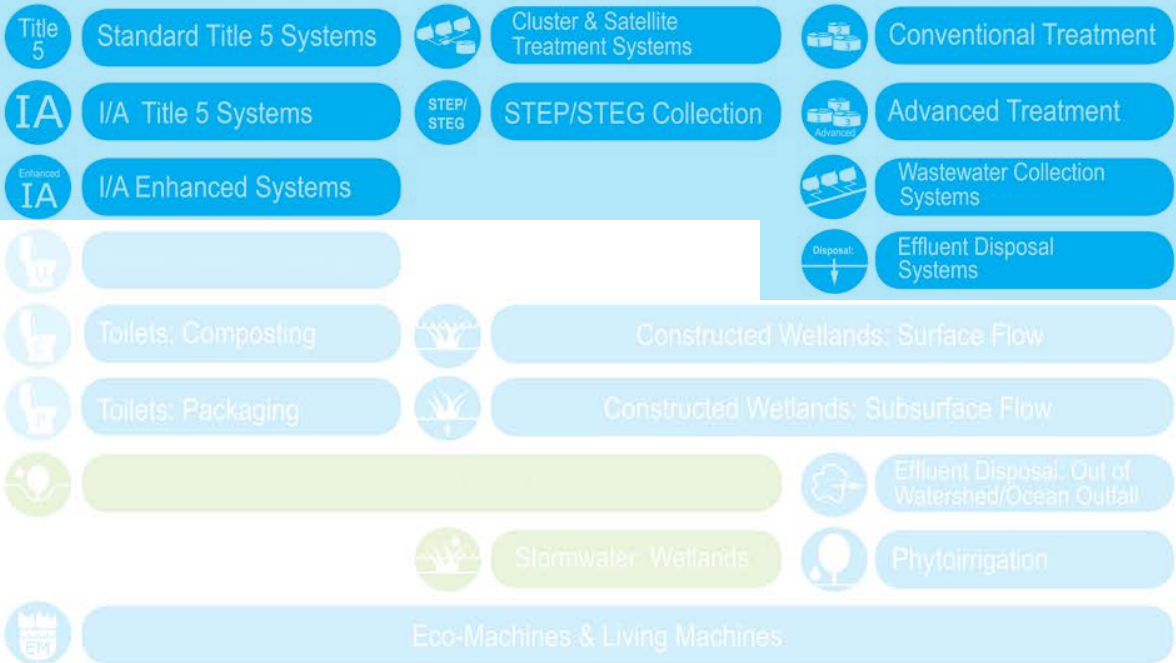 Title
5
Standard Title 5 Systems
Cluster & Satellite
Treatment Systems
Conventional Treatment
IA
I/A Title 5 Systems
STEP/
STEG
STEP/STEG Collection
Advanced
Advanced Treatment
Enhanced
IA
I/A Enhanced Systems
Wastewater Collection
Systems
Disposal:
Effluent Disposal
Systems
Toilets: Composting
Constructed Wetlands: Surface Flow
Toilets: Packaging
Constructed Wetlands: Subsurface Flow
Effluent Disposal: Out of
Watershed/Ocean Outfall
Stormwater: Wetlands
Phytoirrigation
EM
Eco-Machines & Living Machines